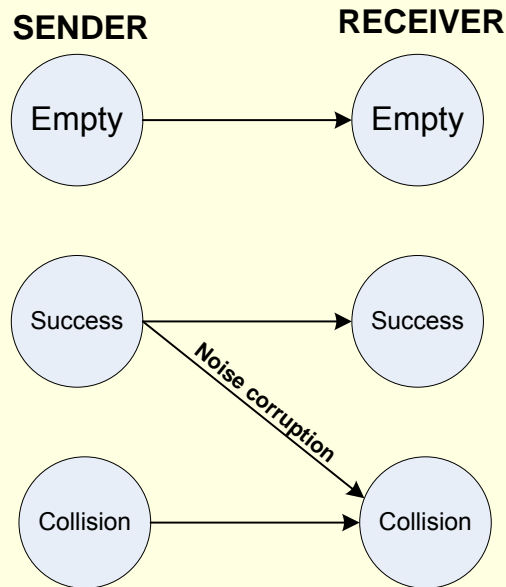 SENDER
RECEIVER
Empty
Empty
Success
Success
Noise corruption
Collision
Collision